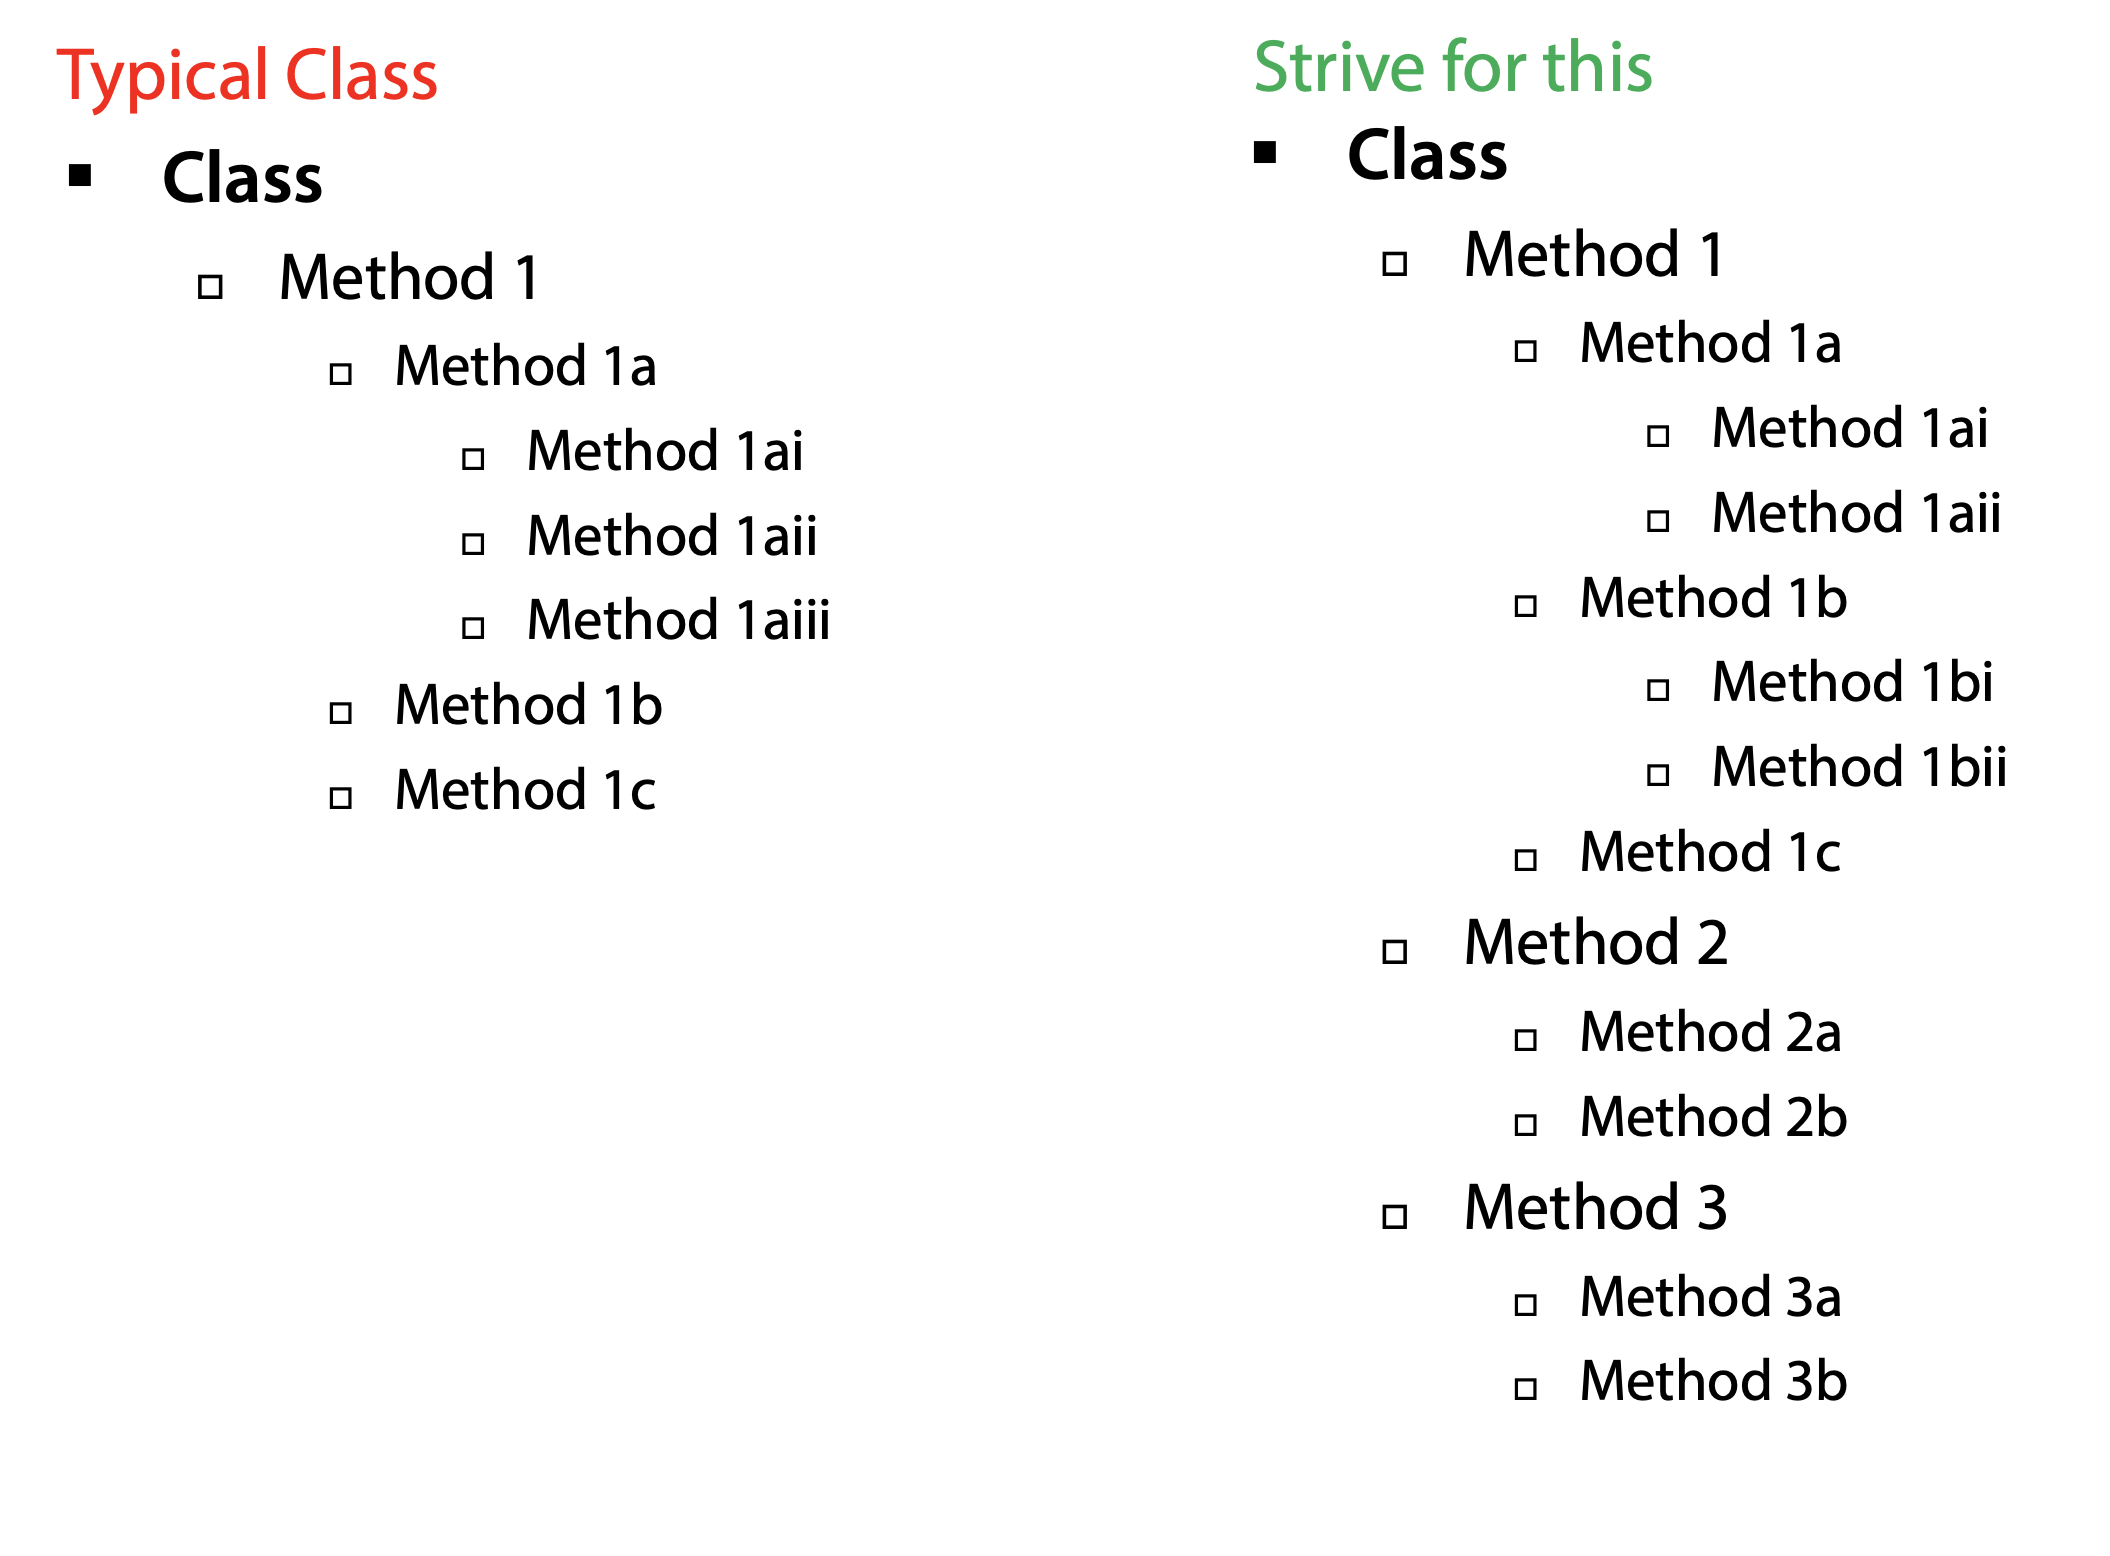 Typical Class
Class
Method 1
Method 1a
Method 1ai
Method 1aii
Method 1aiii
Method 1b
Method 1c
Strive for this
Class
Method 1
Method 1a
Method 1ai
Method 1aii
Method 1b
Method 1bi
Method 1bii
Method 1c
Method 2
Method 2a
Method 2b
Method 3
Method 3a
Method 3b